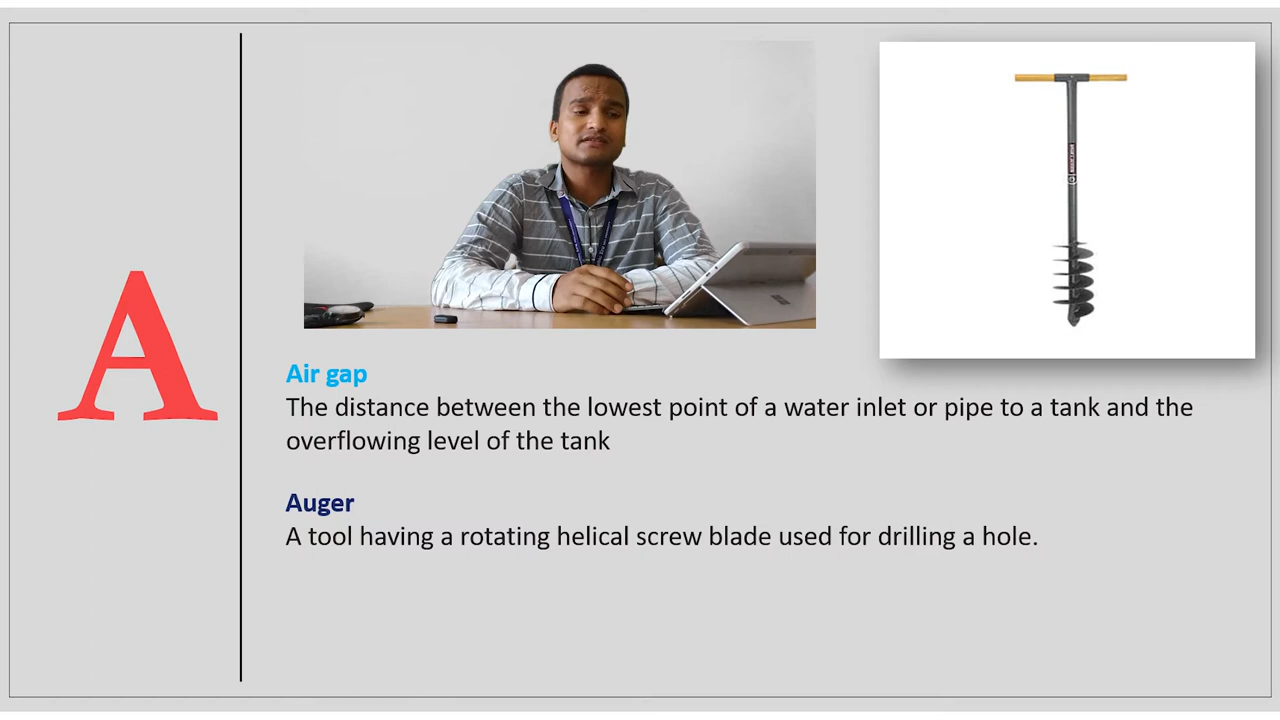 A
Air gap
The distance between the lowest point of a water inlet or pipe to a tank and the
overflowing level of the tank
Auger
A tool having a rotating helical screw blade used for drilling a hole.